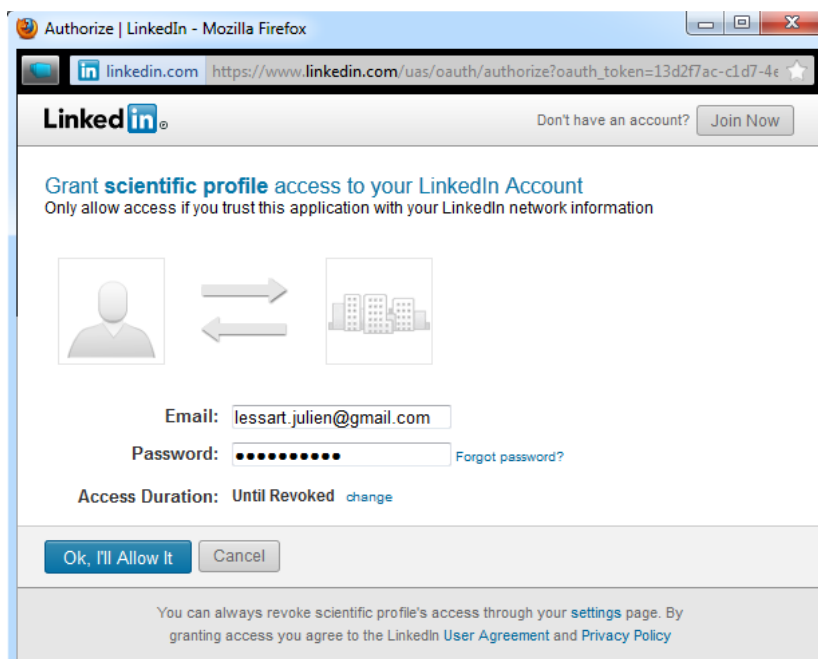 Authorize | LinkedIn - Mozilla Firefox
linkedin.com https://www.linkedin.com/uas/oauth/authorize?oauth_token=13d2f7ac-c1d7-4e
Linked in ® Don't have an account? Join Now
Grant scientific profile access to your LinkedIn Account
Only allow access if you trust this application with your LinkedIn network information
Email: lessart.julien@gmail.com
Password: ●●●●●●●●●● Forgot password?
Access Duration: Until Revoked change
Ok, I'll Allow It Cancel
You can always revoke scientific profile's access through your settings page. By
granting access you agree to the LinkedIn User Agreement and Privacy Policy